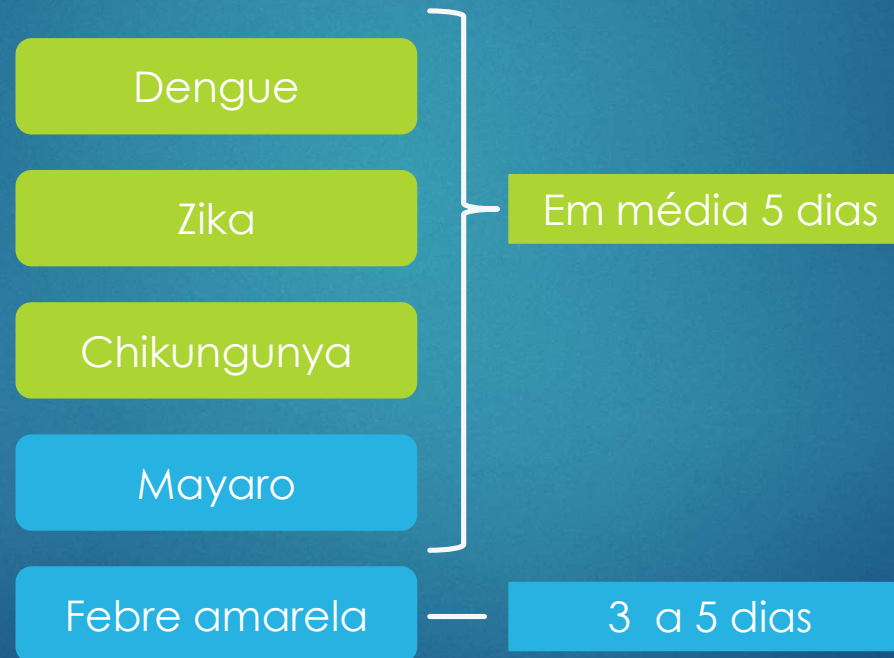 Dengue
Zika
Em média 5 dias
Chikungunya
Mayaro
Febre amarela
3 a 5 dias